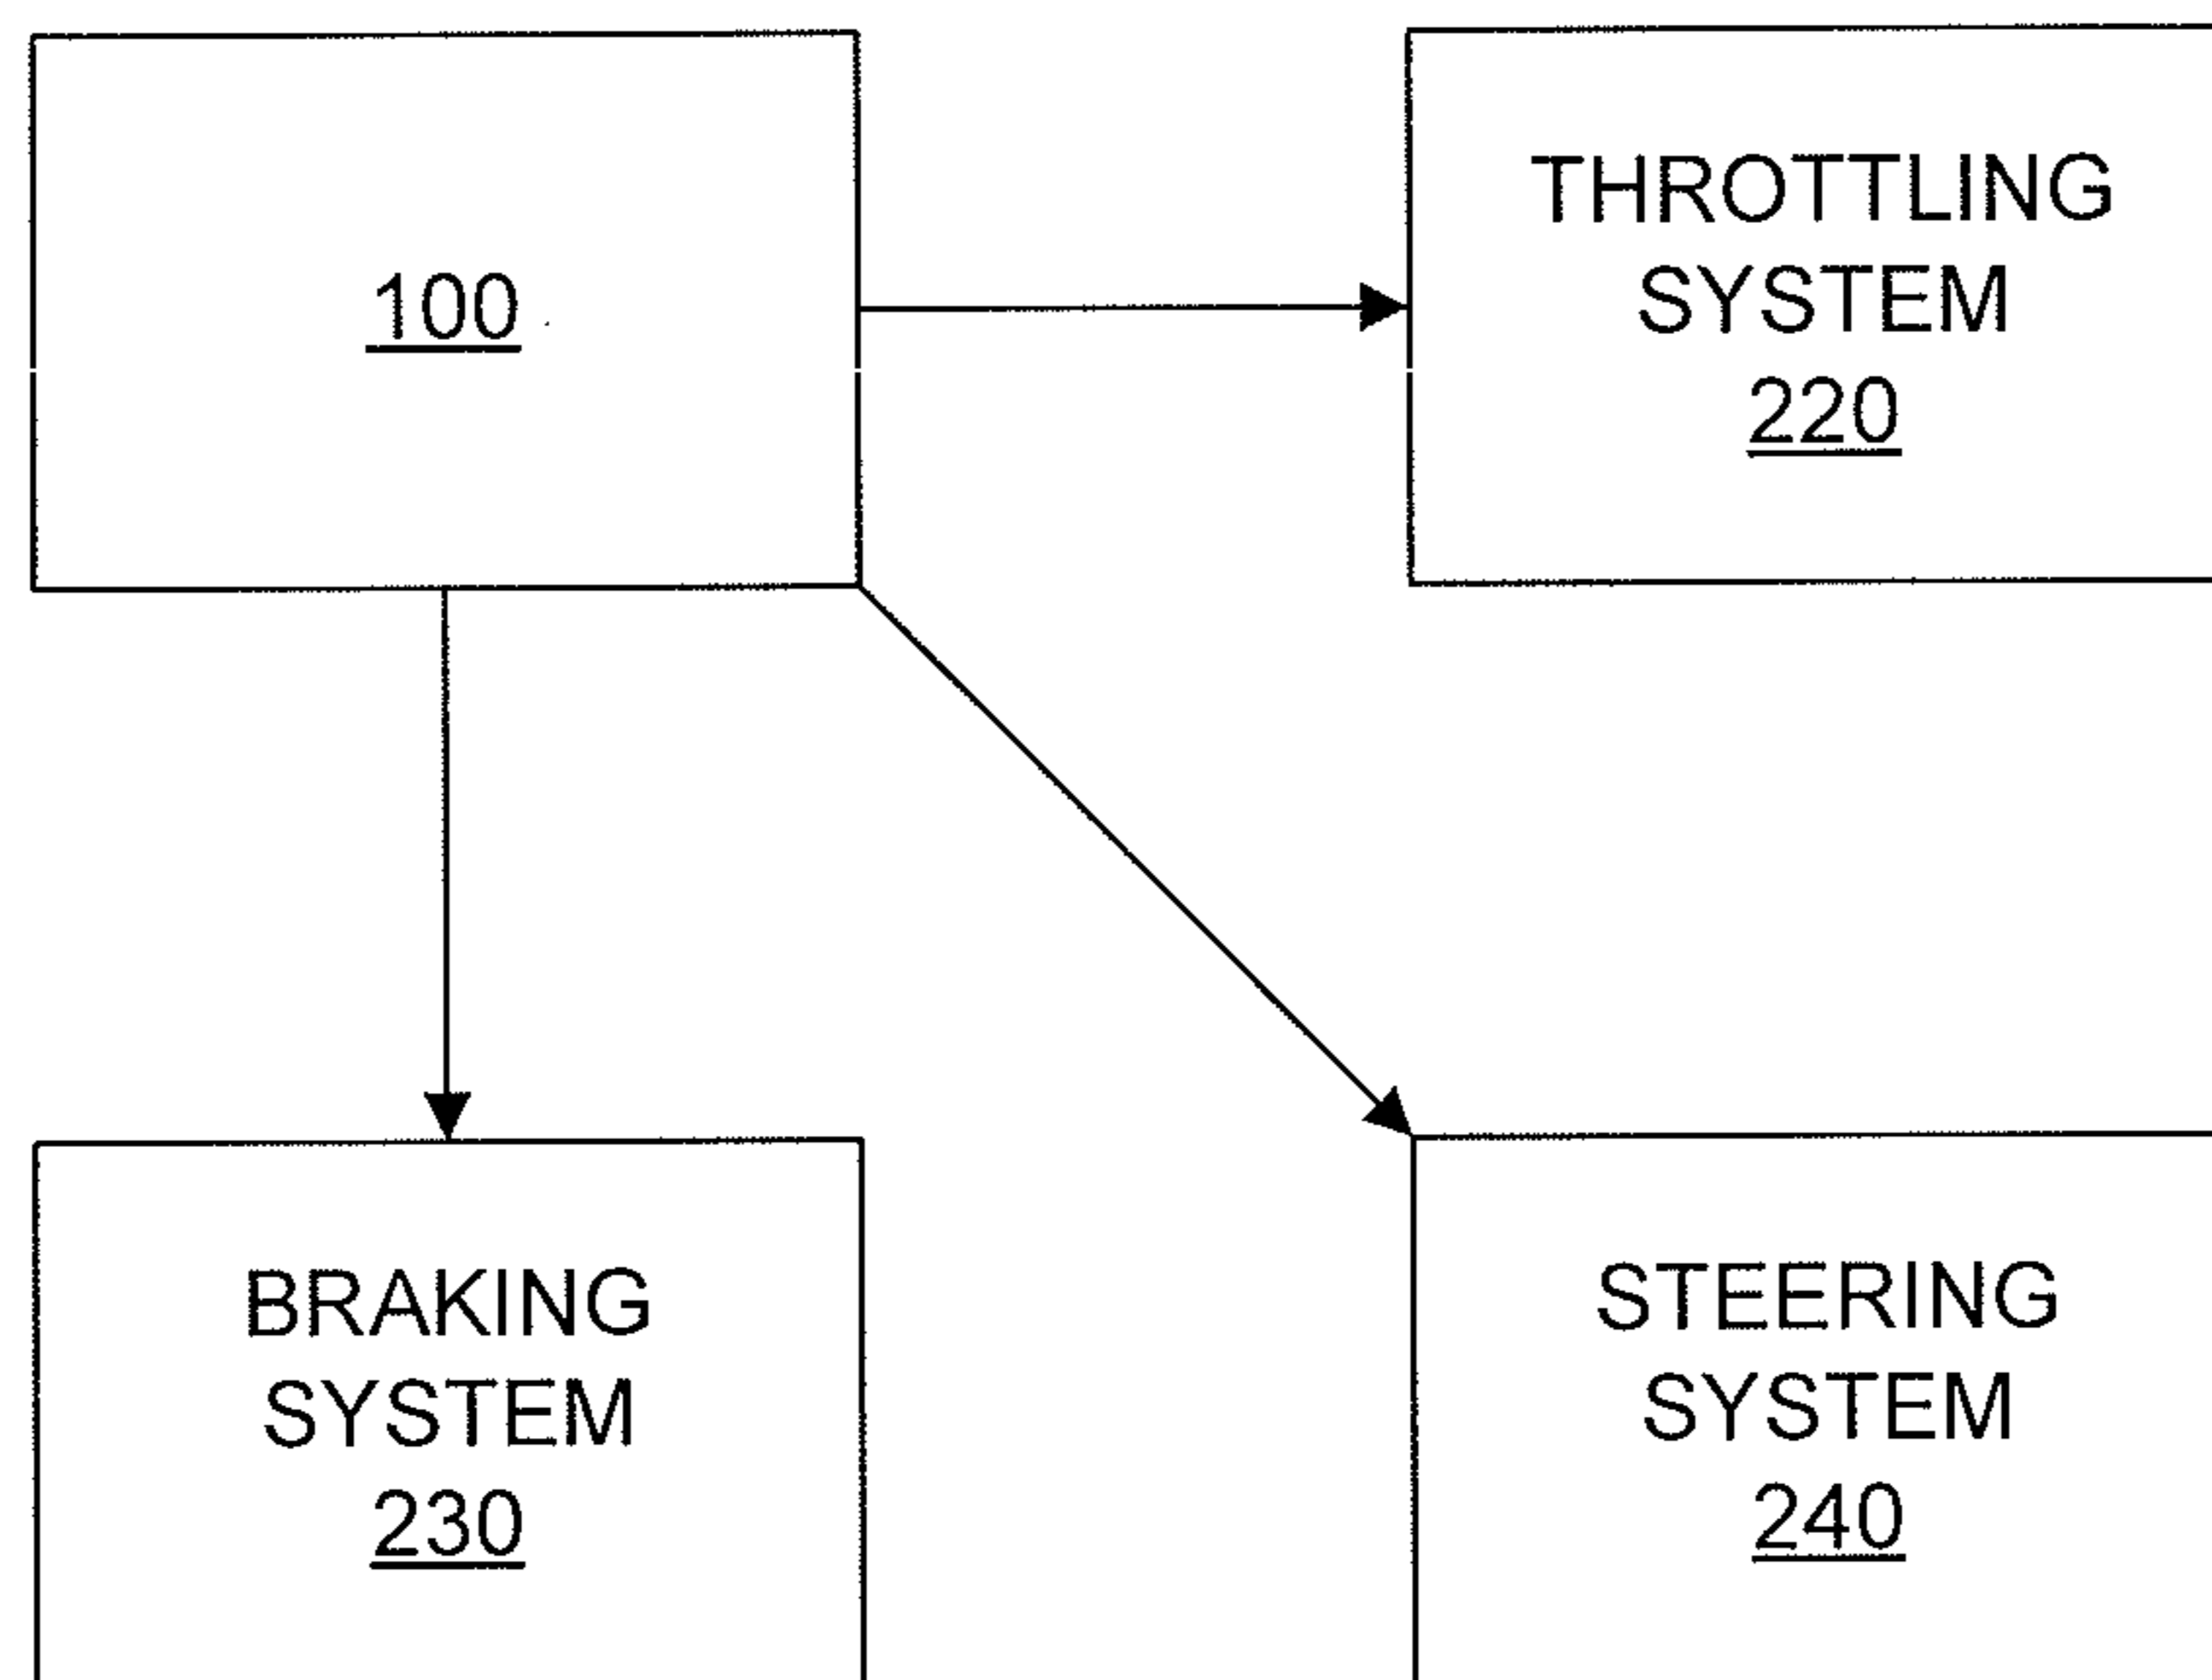 100
THROTTLING
SYSTEM
220
BRAKING
SYSTEM
230
STEERING
SYSTEM
240